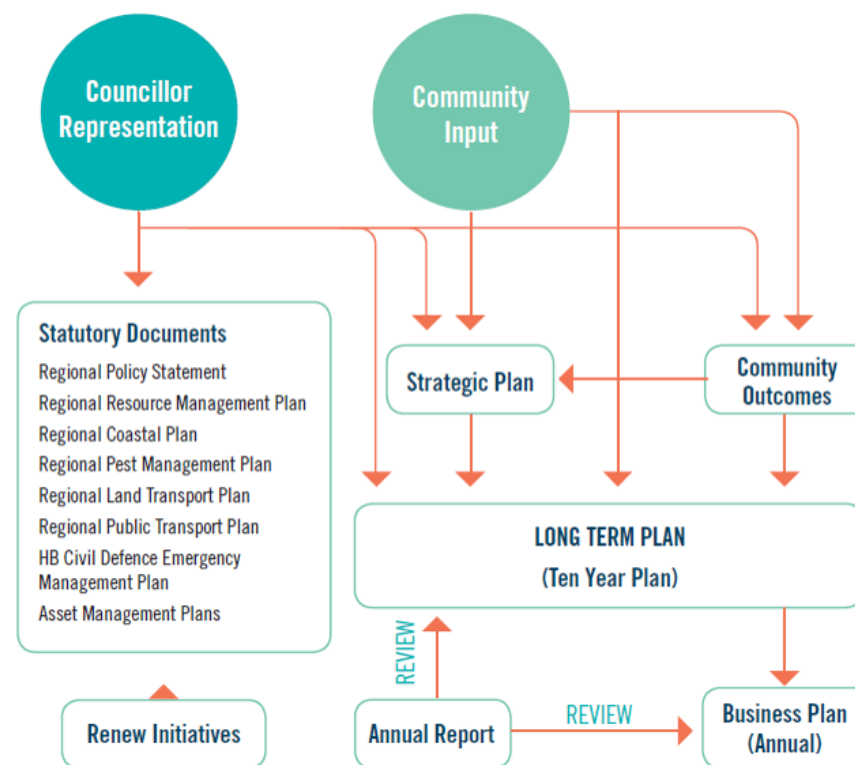 Councillor
Representation
Community
Input
Statutory Documents
Regional Policy Statement
Regional Resource Management Plan
Regional Coastal Plan
Regional Pest Management Plan
Regional Land Transport Plan
Regional Public Transport Plan
HB Civil Defence Emergency
Management Plan
Asset Management Plans
Strategic Plan
Community
Outcomes
LONG TERM PLAN
(Ten Year Plan)
REVIEW
Renew Initiatives
Annual Report
REVIEW
Business Plan
(Annual)